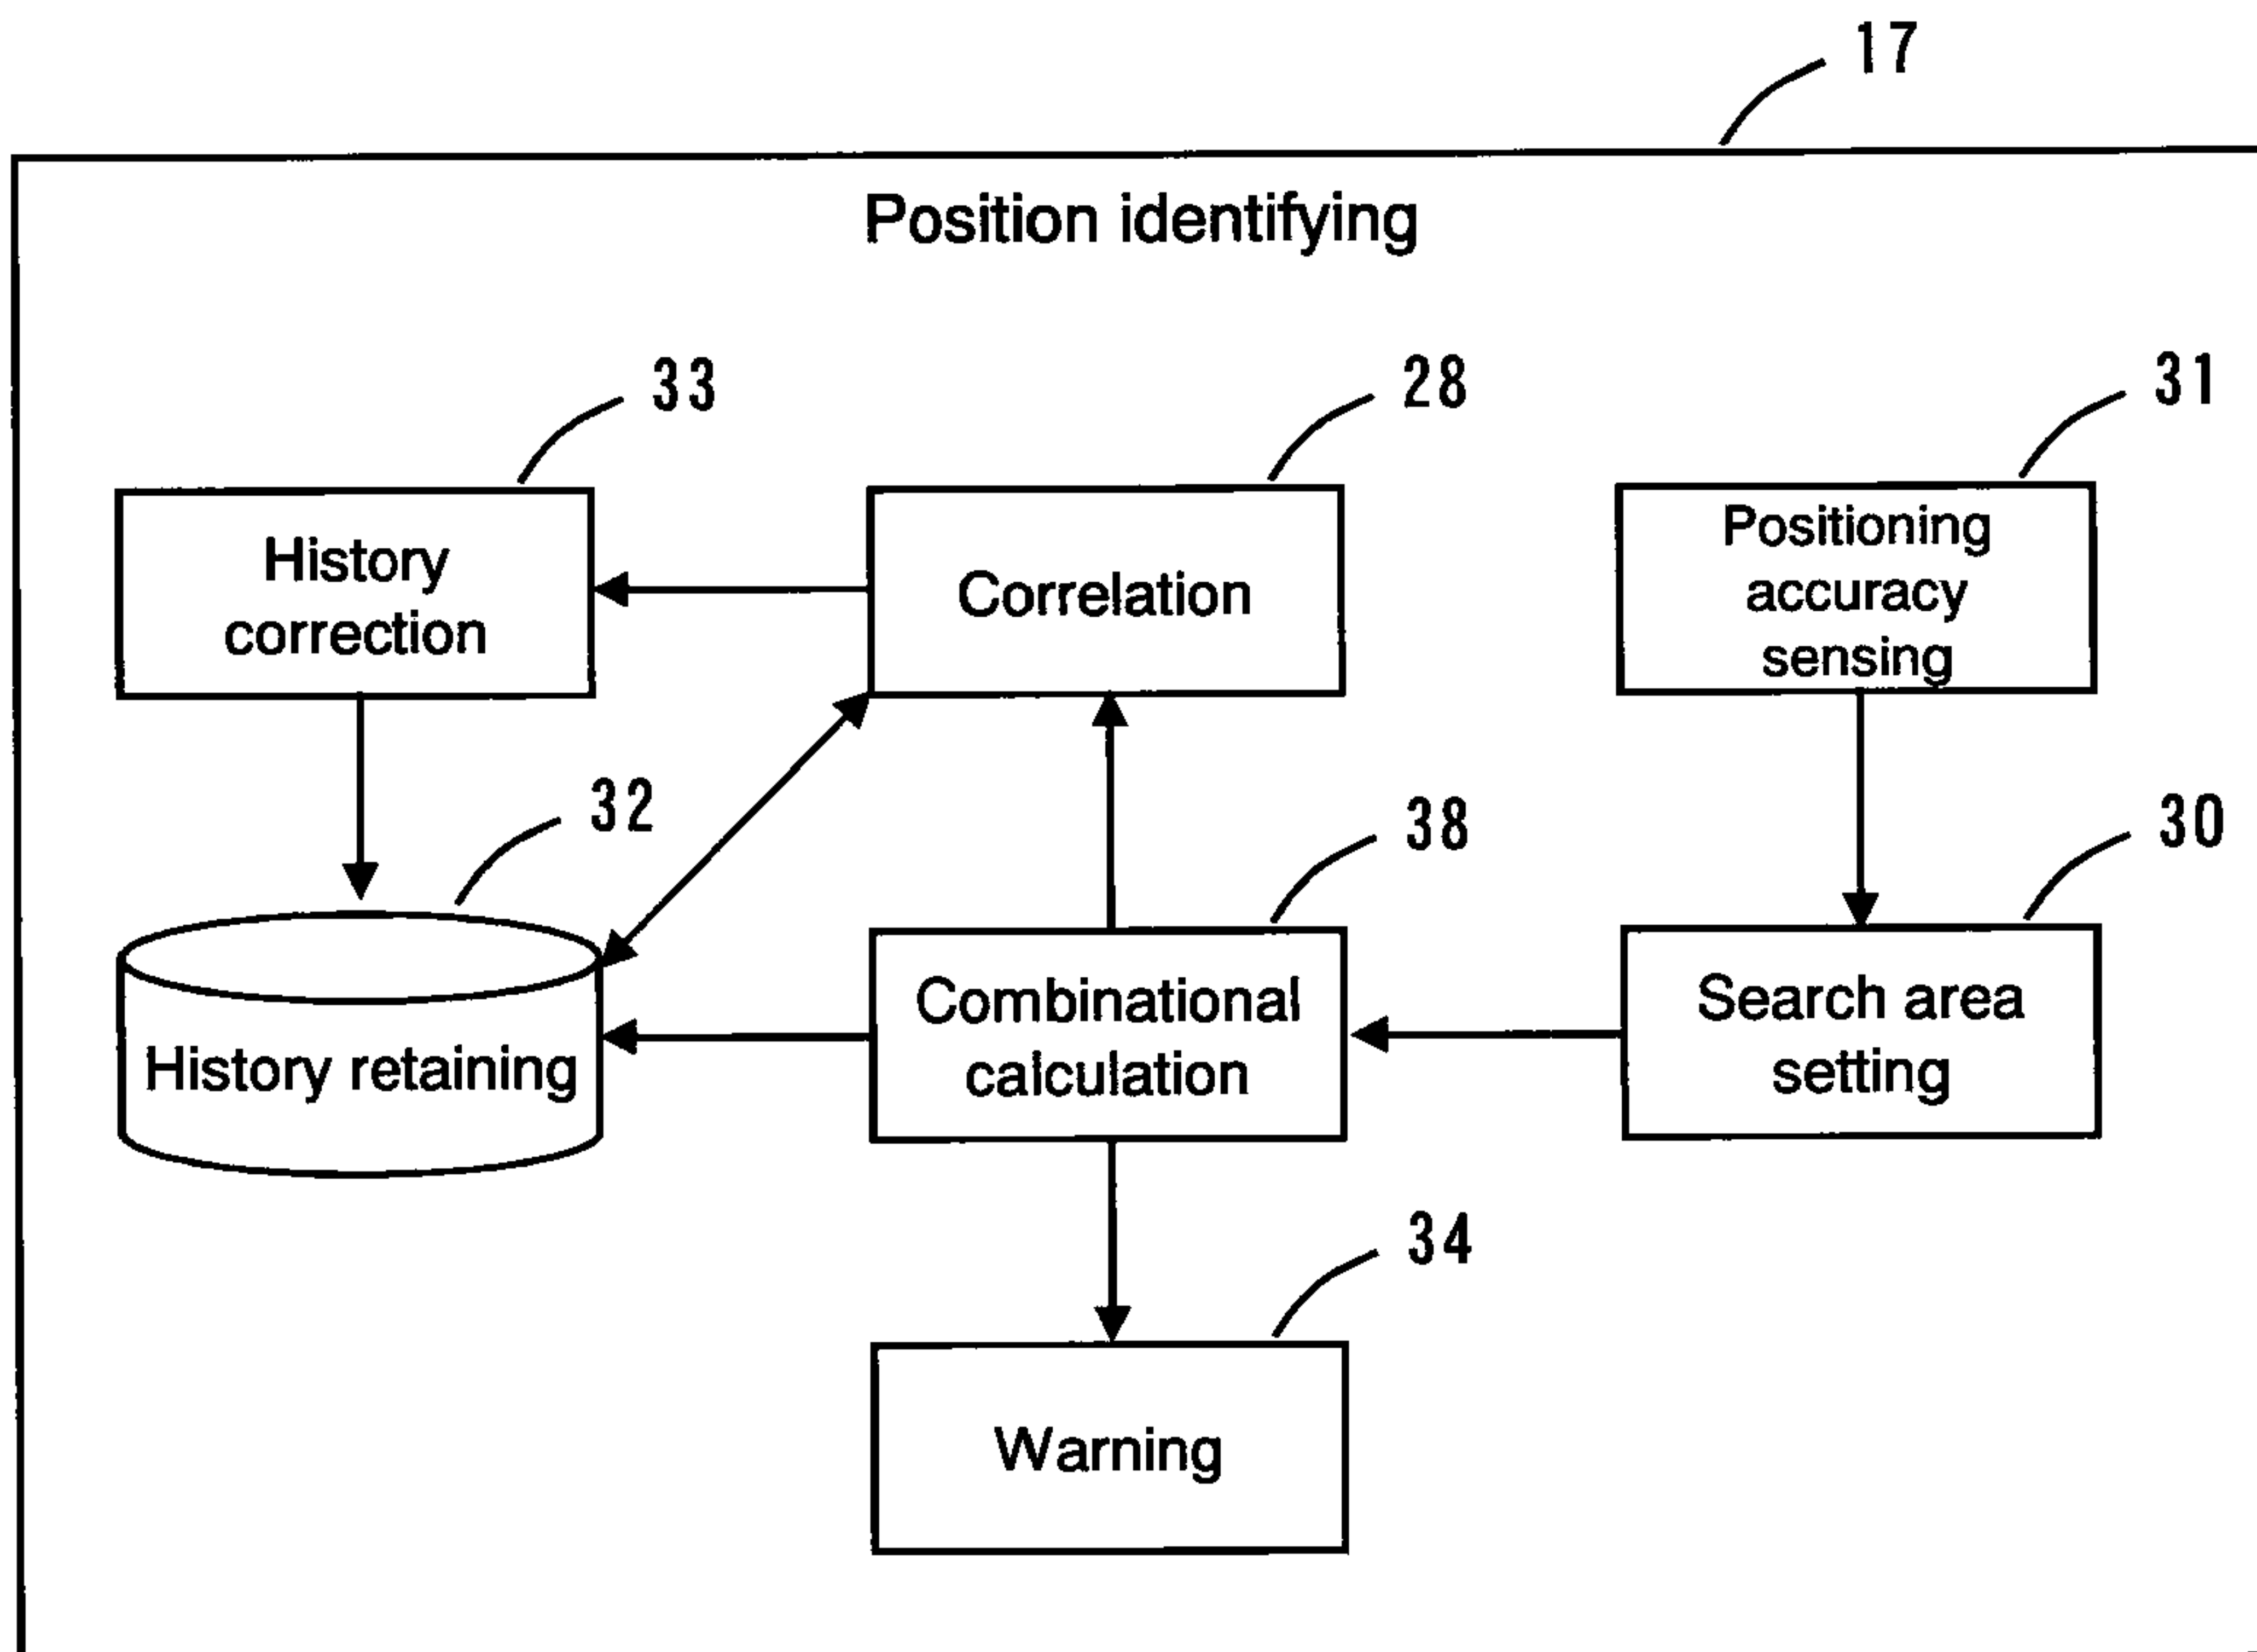 17
Position identifying
33
28
31
History
correction
Correlation
Positioning
accuracy
sensing
32
38
30
History retaining
Combinational
calculation
Search area
setting
34
Warning